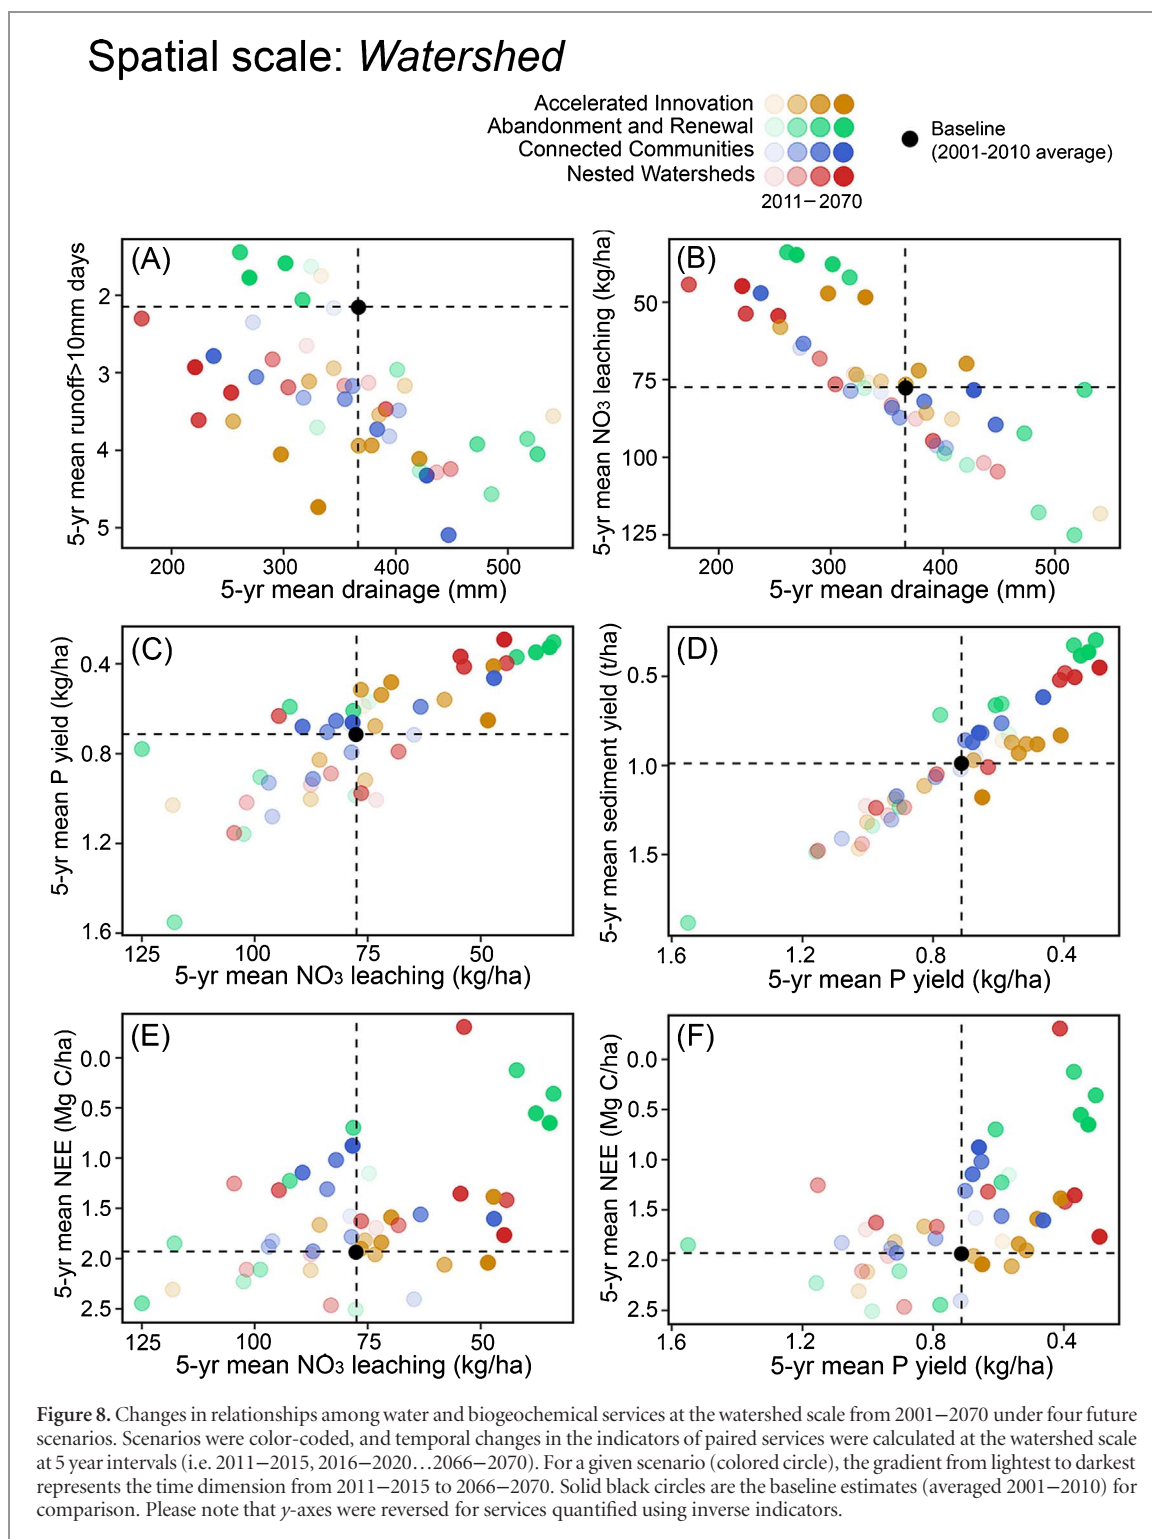 Spatial scale: Watershed
Accelerated Innovation
Abandonment and Renewal
Connected Communities
Nested Watersheds
2011–2070
Baseline
(2001-2010 average)
(A)
5-yr mean runoff>10mm days
2
3
4
5
200
300
400
500
5-yr mean drainage (mm)
(B)
5-yr mean NO3 leaching (kg/ha)
50
75
100
125
200
300
400
500
5-yr mean drainage (mm)
(C)
5-yr mean P yield (kg/ha)
0.4
0.8
1.2
1.6
125
100
75
50
5-yr mean NO3 leaching (kg/ha)
(D)
5-yr mean sediment yield (t/ha)
0.5
1.0
1.5
1.6
1.2
0.8
0.4
5-yr mean P yield (kg/ha)
(E)
5-yr mean NEE (Mg C/ha)
0.0
0.5
1.0
1.5
2.0
2.5
125
100
75
50
5-yr mean NO3 leaching (kg/ha)
(F)
5-yr mean NEE (Mg C/ha)
0.0
0.5
1.0
1.5
2.0
2.5
1.6
1.2
0.8
0.4
5-yr mean P yield (kg/ha)
Figure 8. Changes in relationships among water and biogeochemical services at the watershed scale from 2001–2070 under four future
scenarios. Scenarios were color-coded, and temporal changes in the indicators of paired services were calculated at the watershed scale
at 5 year intervals (i.e. 2011–2015, 2016–2020…2066–2070). For a given scenario (colored circle), the gradient from lightest to darkest
represents the time dimension from 2011–2015 to 2066–2070. Solid black circles are the baseline estimates (averaged 2001–2010) for
comparison. Please note that y-axes were reversed for services quantified using inverse indicators.